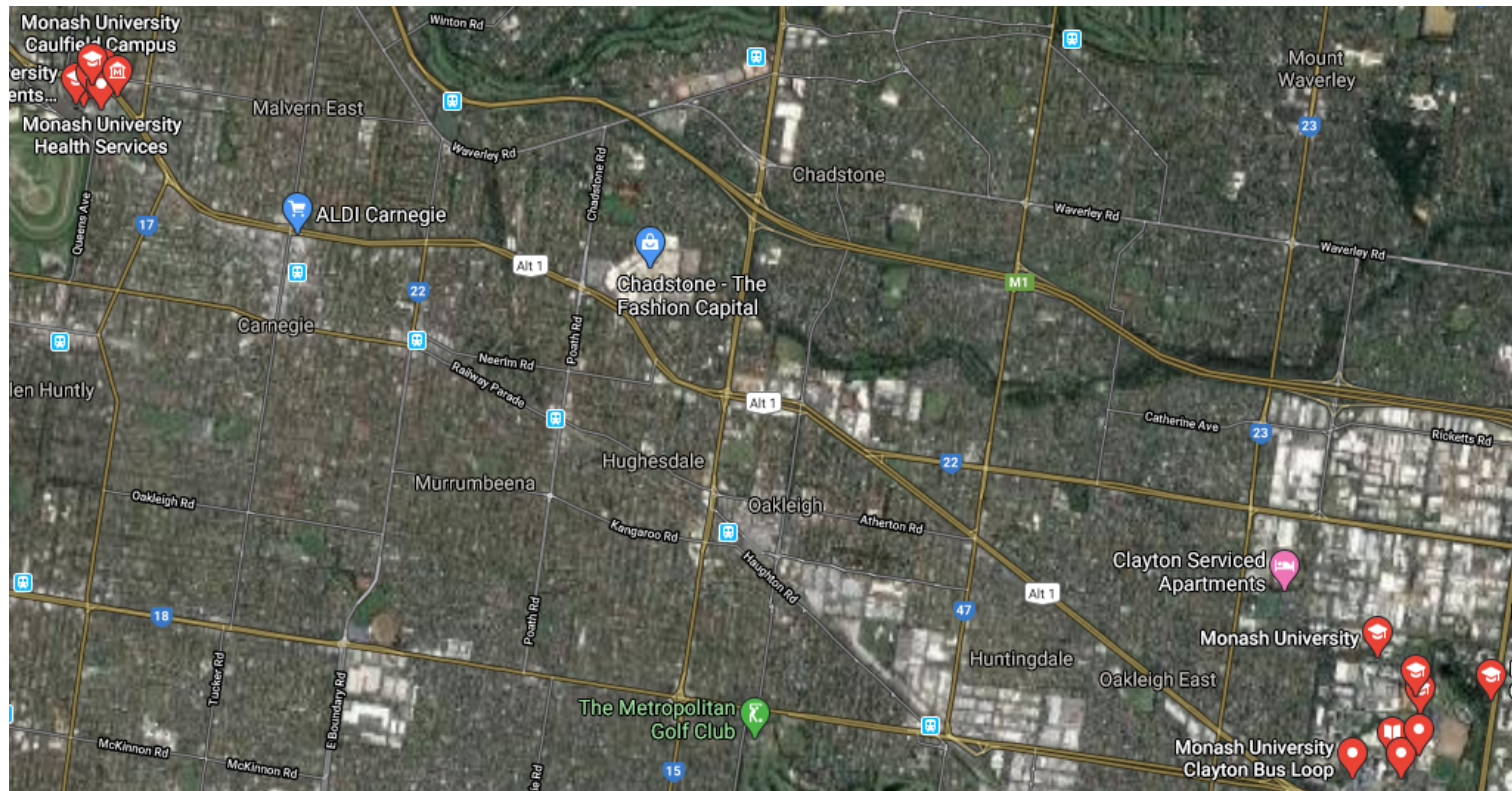 Monash University
Caulfield Campus
versity
ents...
Monash University
Health Services
Winton Rd
Malvern East
Waverley Rd
Chadstone Rd
Mount
Waverley
23
Chadstone
Waverley Rd
Waverley Rd
Queens Ave
17
ALDI Carnegie
Alt 1
22
Chadstone - The
Fashion Capital
M1
Carnegie
Poath Rd
Neerim Rd
Railway Parade
len Huntly
Alt 1
Catherine Ave
23
Ricketts Rd
Hughesdale
22
Murrumbeena
Oakleigh Rd
Oakleigh
Atherton Rd
Kangaroo Rd
Haughton Rd
Clayton Serviced
Apartments
Alt 1
18
Poath Rd
47
Monash University
Huntingdale
Oakleigh East
Tucker Rd
E Boundary Rd
The Metropolitan
Golf Club
McKinnon Rd
McKinnon Rd
15
ie Rd
Monash University
Clayton Bus Loop